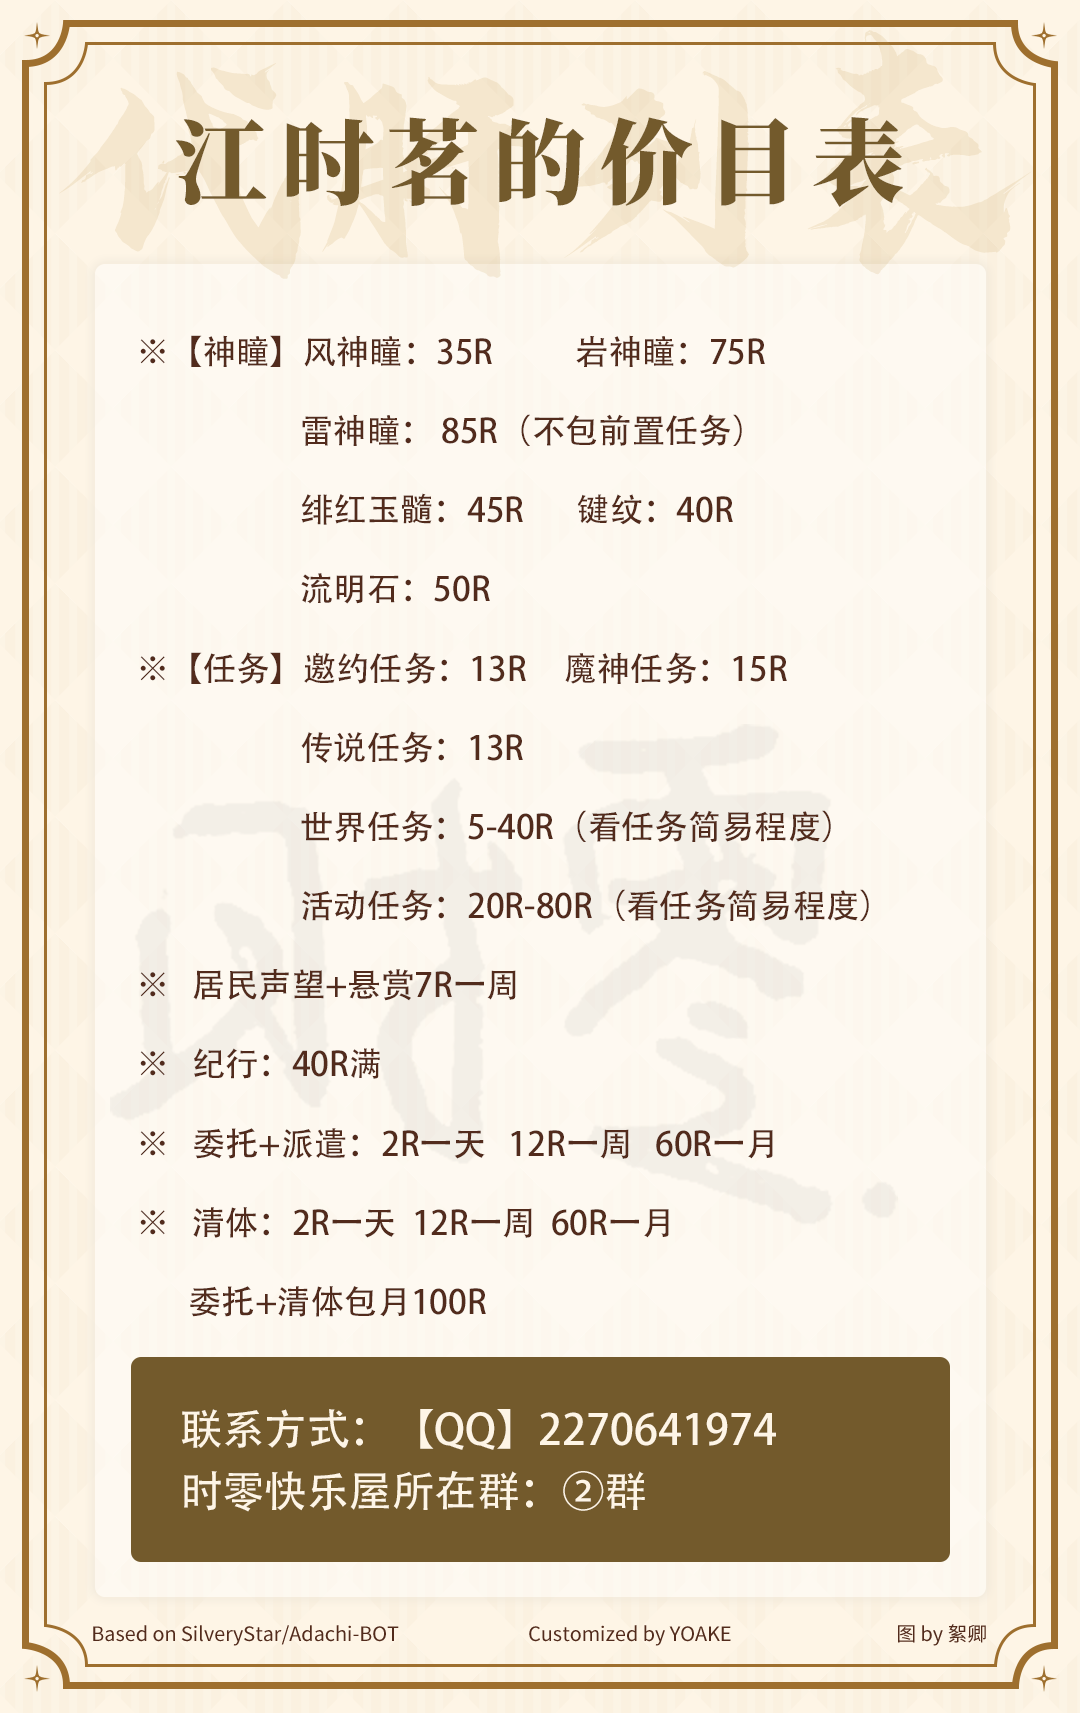 代肝列表
江时茗的价目表
※【神瞳】风神瞳：35R 岩神瞳：75R
雷神瞳： 85R（不包前置任务）
绯红玉髓：45R 键纹：40R
流明石：50R
※【任务】邀约任务：13R 魔神任务：15R
传说任务：13R
世界任务：5-40R（看任务简易程度）
活动任务：20R-80R（看任务简易程度）
※ 居民声望+悬赏7R一周
※ 纪行：40R满
※ 委托+派遣：2R一天 12R一周 60R一月
※ 清体：2R一天 12R一周 60R一月
委托+清体包月100R
时零
联系方式：【QQ】2270641974
时零快乐屋所在群：②群
Based on SilveryStar/Adachi-BOT Customized by YOAKE 图 by 絮卿